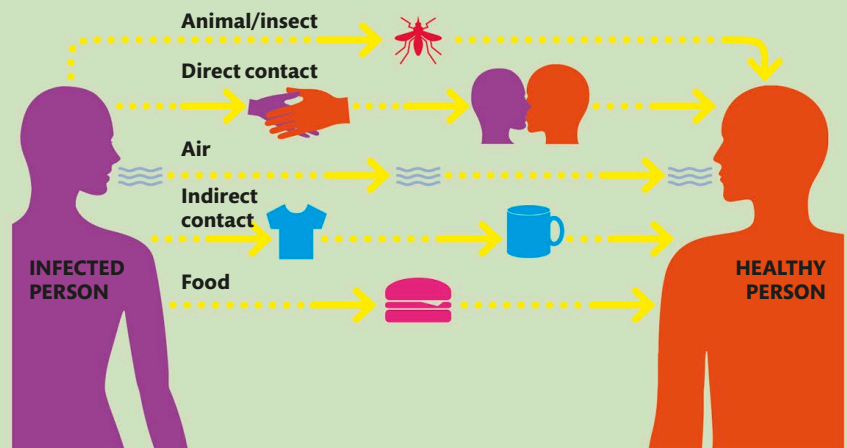 Animal/insect
Direct contact
Air
Indirect
contact
Food
INFECTED
PERSON
HEALTHY
PERSON